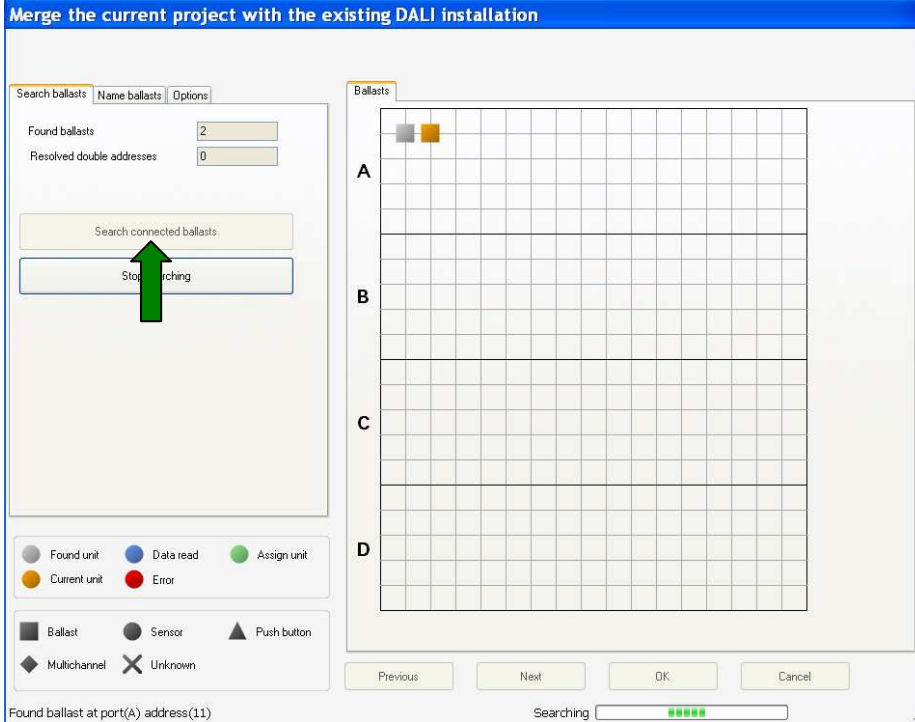 Merge the current project with the existing DALI installation
Search ballasts Name ballasts Options
Found ballasts 2
Resolved double addresses 0
Search connected ballasts
Stop rching
Ballasts
A
B
C
D
Found unit Data read Assign unit
Current unit Error
Ballast Sensor Push button
Multichannel Unknown
Previous Next OK Cancel
Found ballast at port(A) address(11) Searching